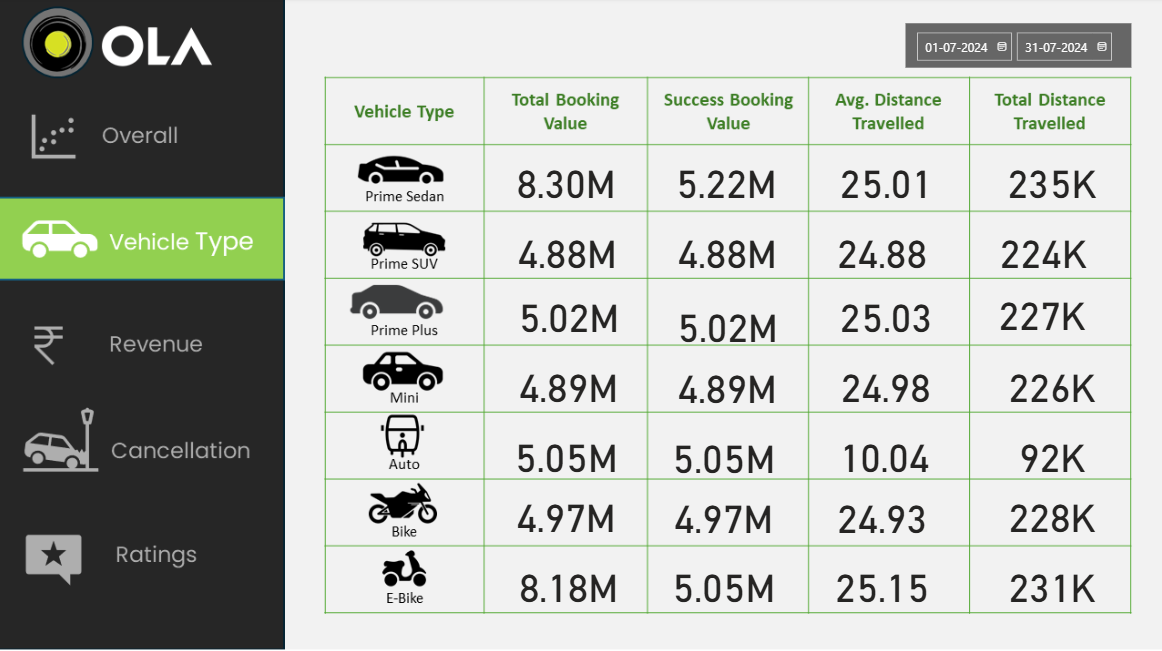 OLA
01-07-2024 31-07-2024
Overall
Vehicle Type
Revenue
Cancellation
Ratings
Vehicle Type Total Booking Value Success Booking Value Avg. Distance Travelled Total Distance Travelled
Prime Sedan 8.30M 5.22M 25.01 235K
Prime SUV 4.88M 4.88M 24.88 224K
Prime Plus 5.02M 5.02M 25.03 227K
Mini 4.89M 4.89M 24.98 226K
Auto 5.05M 5.05M 10.04 92K
Bike 4.97M 4.97M 24.93 228K
E-Bike 8.18M 5.05M 25.15 231K